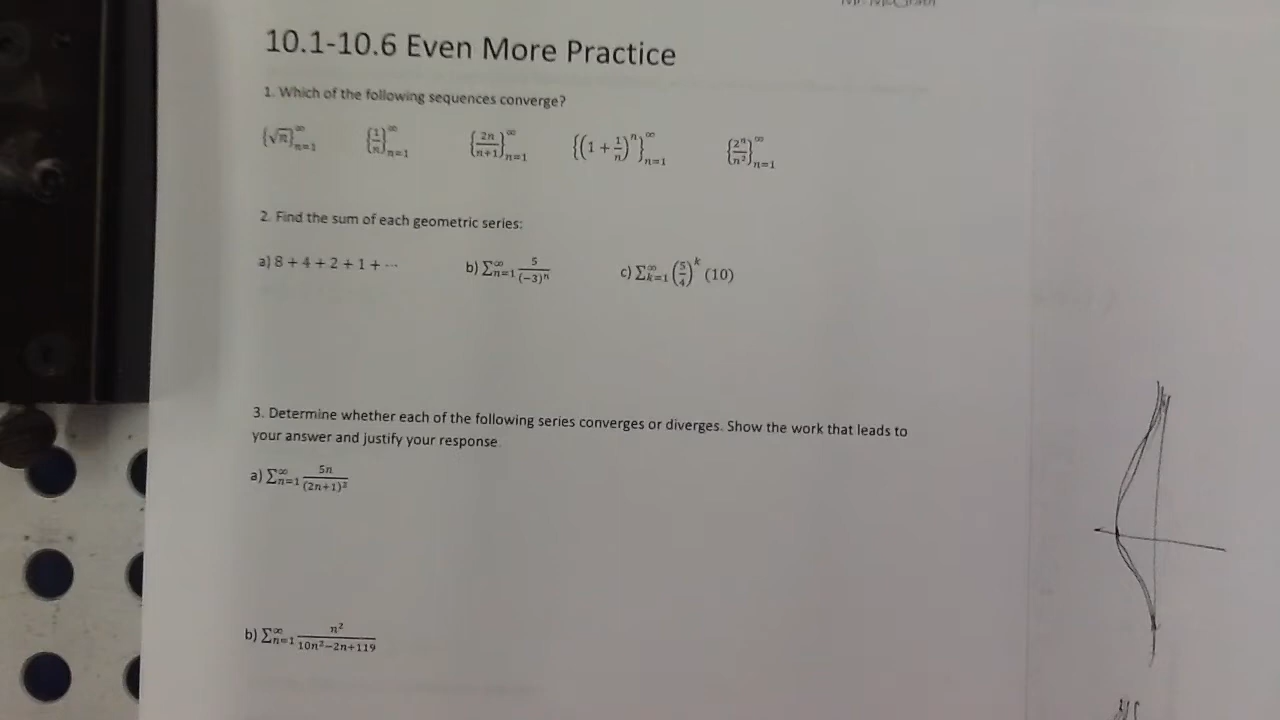 10.1-10.6 Even More Practice
1. Which of the following sequences converge?
{√n}_{n=1}^∞ {1/n}_{n=1}^∞ {2n/(n+1)}_{n=1}^∞ {(1 + 1/n)^n}_{n=1}^∞ {2^n/n^2}_{n=1}^∞
2. Find the sum of each geometric series:
a) 8 + 4 + 2 + 1 + ⋯ b) ∑_{n=1}^∞ 5/(−3)^n c) ∑_{k=1}^∞ (5/4)^k (10)
3. Determine whether each of the following series converges or diverges. Show the work that leads to
your answer and justify your response.
a) ∑_{n=1}^∞ 5n/(2n+1)^3
b) ∑_{n=1}^∞ n^2/(10n^2−2n+119)